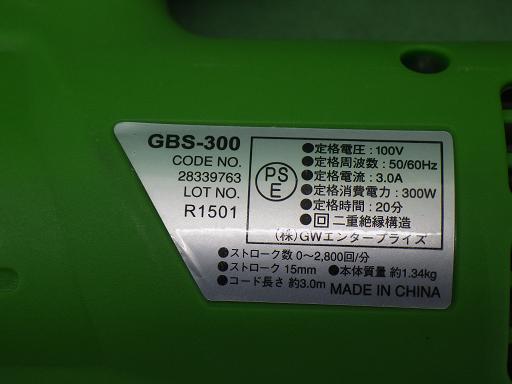 GBS-300
CODE NO.
28339763
LOT NO.
R1501
PS
E
●定格電圧:100V
●定格周波数:50/60Hz
●定格電流:3.0A
●定格消費電力:300W
●定格時間:20分
●回 二重絶縁構造
(株)GWエンタープライズ
●ストローク数 0～2,800回/分
●ストローク 15mm ●本体質量 約1.34kg
●コード長さ 約3.0m MADE IN CHINA